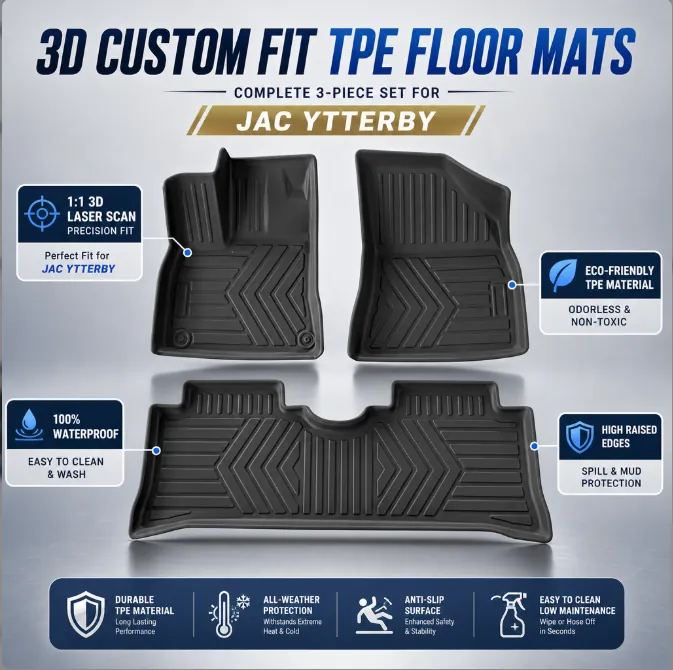 3D CUSTOM FIT TPE FLOOR MATS
COMPLETE 3-PIECE SET FOR
JAC YTTERBY
1:1 3D
LASER SCAN
PRECISION FIT
Perfect Fit for
JAC YTTERBY
ECO-FRIENDLY
TPE MATERIAL
ODORLESS &
NON-TOXIC
100%
WATERPROOF
EASY TO CLEAN
& WASH
HIGH RAISED
EDGES
SPILL & MUD
PROTECTION
DURABLE
TPE MATERIAL
Long Lasting
Performance
ALL-WEATHER
PROTECTION
Withstands Extreme
Heat & Cold
ANTI-SLIP
SURFACE
Enhanced Safety
& Stability
EASY TO CLEAN
LOW MAINTENANCE
Wipe or Hose Off
in Seconds